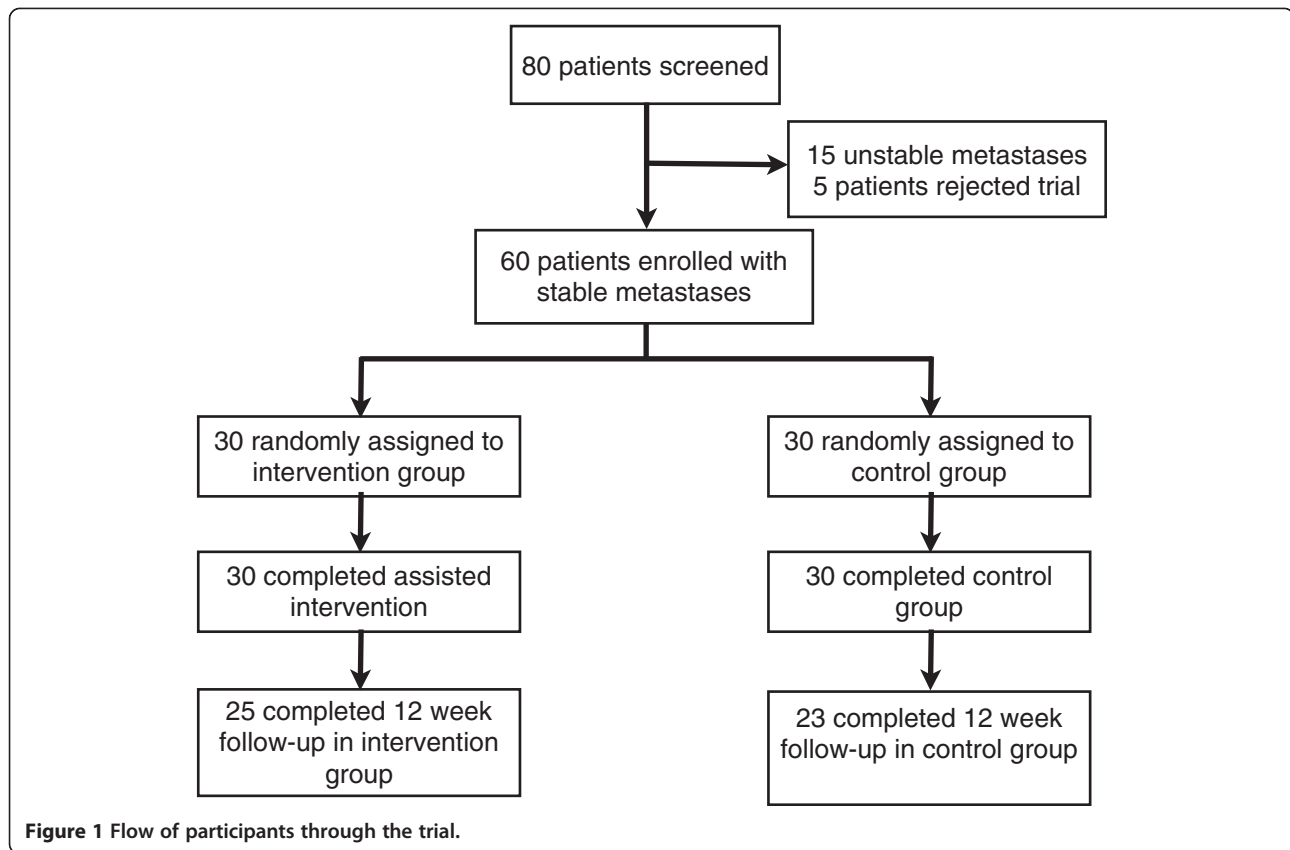 80 patients screened
15 unstable metastases
5 patients rejected trial
60 patients enrolled with
stable metastases
30 randomly assigned to
intervention group
30 randomly assigned to
control group
30 completed assisted
intervention
30 completed control
group
25 completed 12 week
follow-up in intervention
group
23 completed 12 week
follow-up in control group
Figure 1 Flow of participants through the trial.